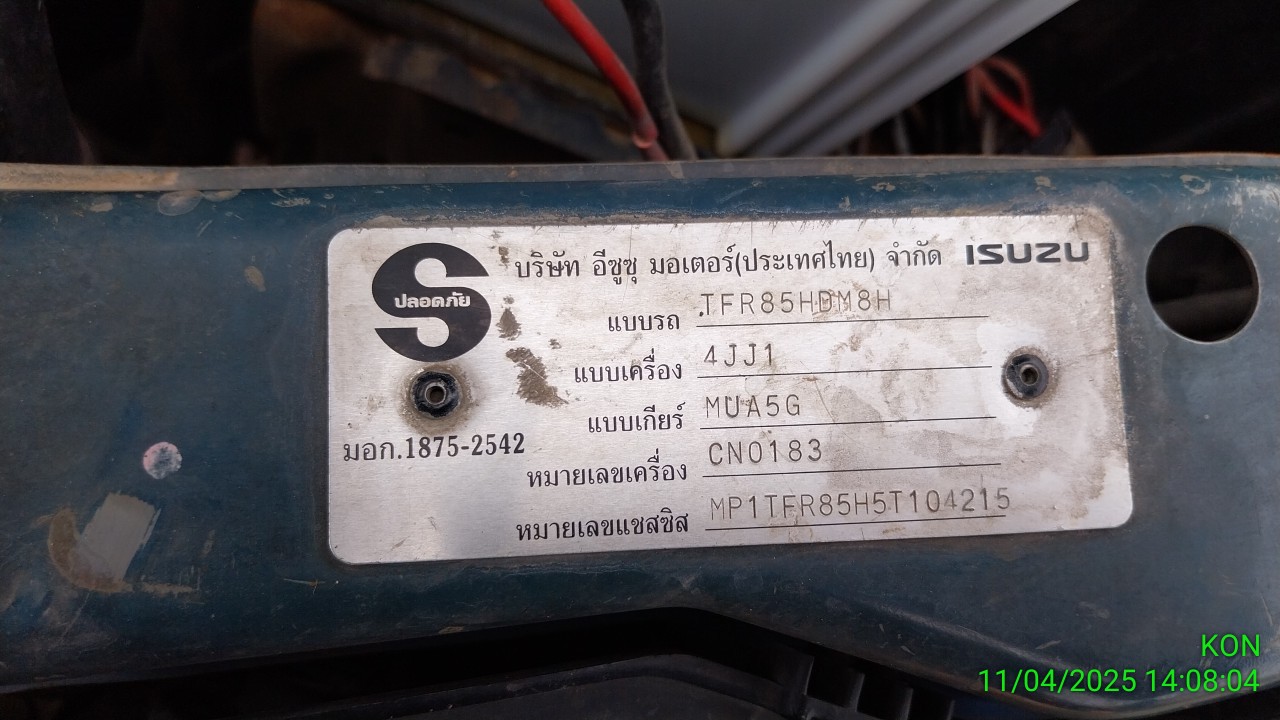 บริษัท อีซูซุ มอเตอร์(ประเทศไทย) จำกัด ISUZU
ปลอดภัย
แบบรถ TFR85HDM8H
แบบเครื่อง 4JJ1
แบบเกียร์ MUA5G
มอก.1875-2542
หมายเลขเครื่อง CN0183
หมายเลขแชสซิส MP1TFR85H5T104215
KON
11/04/2025 14:08:04